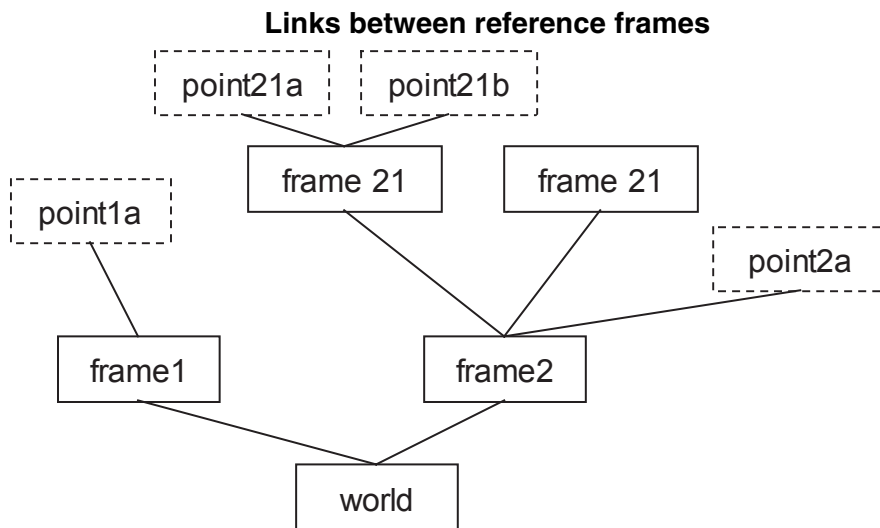 Links between reference frames
point21a
point21b
frame 21
frame 21
point1a
point2a
frame1
frame2
world